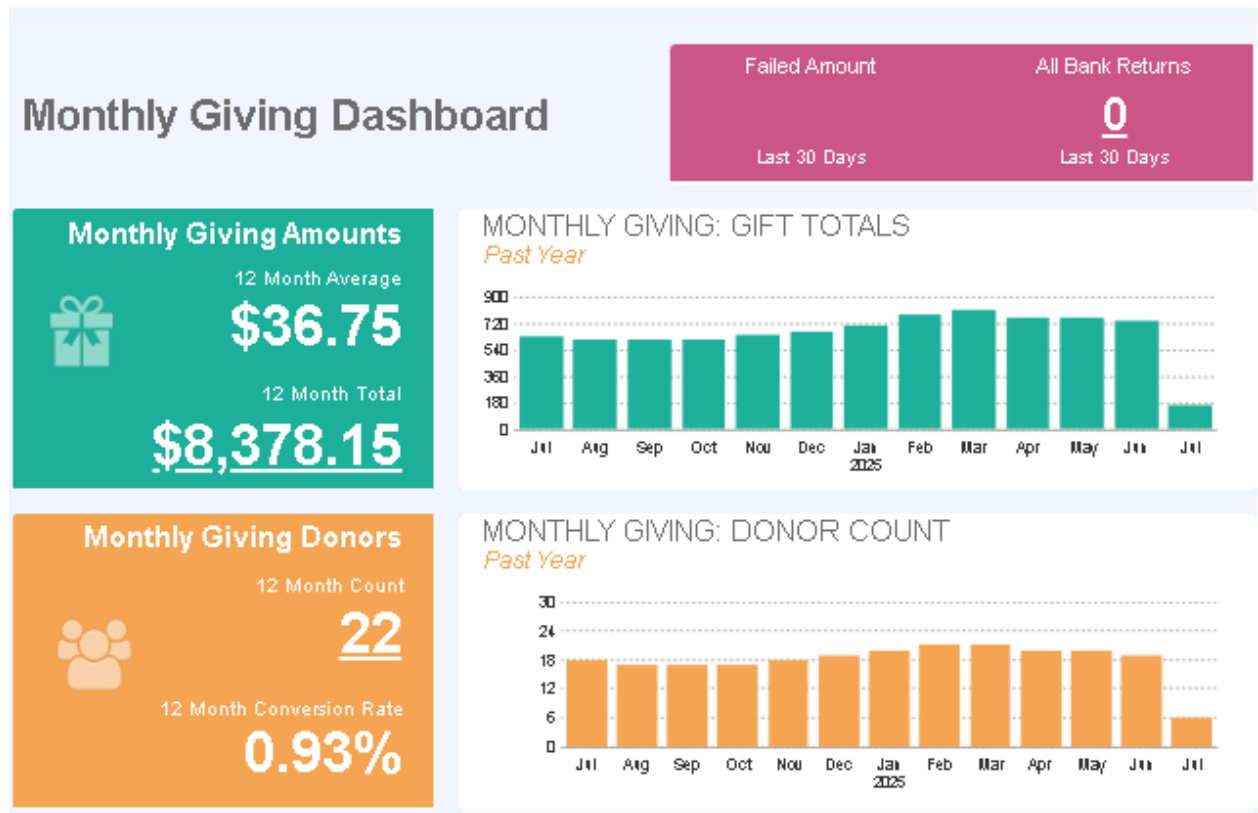 Monthly Giving Dashboard
Failed Amount
Last 30 Days
All Bank Returns
0
Last 30 Days
Monthly Giving Amounts
12 Month Average
$36.75
12 Month Total
$8,378.15
MONTHLY GIVING: GIFT TOTALS
Past Year
900
720
540
360
180
0
Jul Aug Sep Oct Nov Dec Jan Feb Mar Apr May Jun Jul
2025
Monthly Giving Donors
12 Month Count
22
12 Month Conversion Rate
0.93%
MONTHLY GIVING: DONOR COUNT
Past Year
30
24
18
12
6
0
Jul Aug Sep Oct Nov Dec Jan Feb Mar Apr May Jun Jul
2025